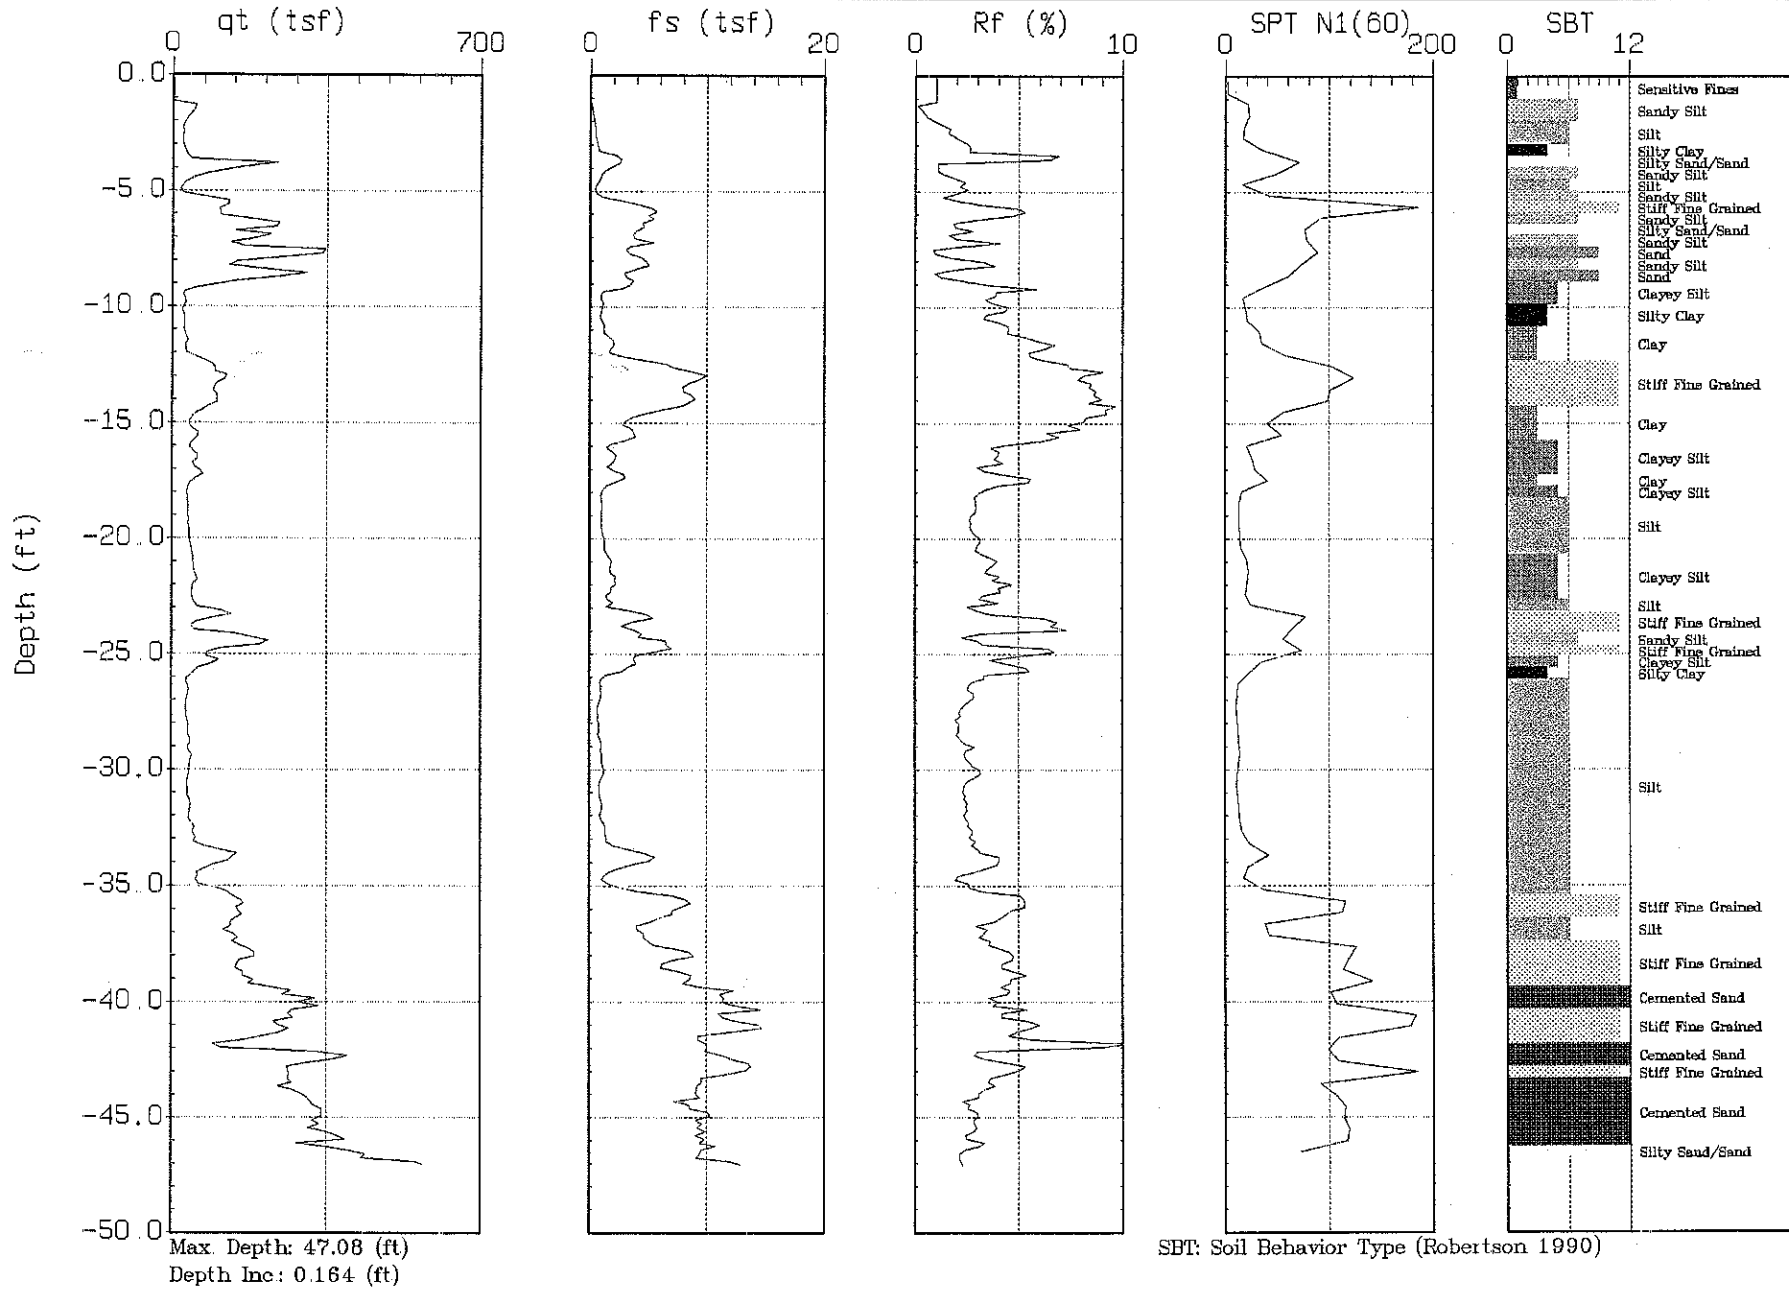 qt (tsf)
0 700
fs (tsf)
0 20
Rf (%)
0 10
SPT N1(60)
0 200
SBT
0 12
Depth (ft)
0.0
-5.0
-10.0
-15.0
-20.0
-25.0
-30.0
-35.0
-40.0
-45.0
-50.0
Sensitive Fines
Sandy Silt
Silt
Silty Clay
Silty Sand/Sand
Sandy Silt
Silt
Sandy Silt
Stiff Fine Grained
Sandy Silt
Silty Sand/Sand
Sandy Silt
Sand
Sandy Silt
Sand
Clayey Silt
Silty Clay
Clay
Stiff Fine Grained
Clay
Clayey Silt
Clay
Clayey Silt
Silt
Clayey Silt
Silt
Stiff Fine Grained
Sandy Silt
Stiff Fine Grained
Clayey Silt
Silty Clay
Silt
Stiff Fine Grained
Silt
Stiff Fine Grained
Cemented Sand
Stiff Fine Grained
Cemented Sand
Stiff Fine Grained
Cemented Sand
Silty Sand/Sand
Max. Depth: 47.08 (ft)
Depth Inc.: 0.164 (ft)
SBT: Soil Behavior Type (Robertson 1990)